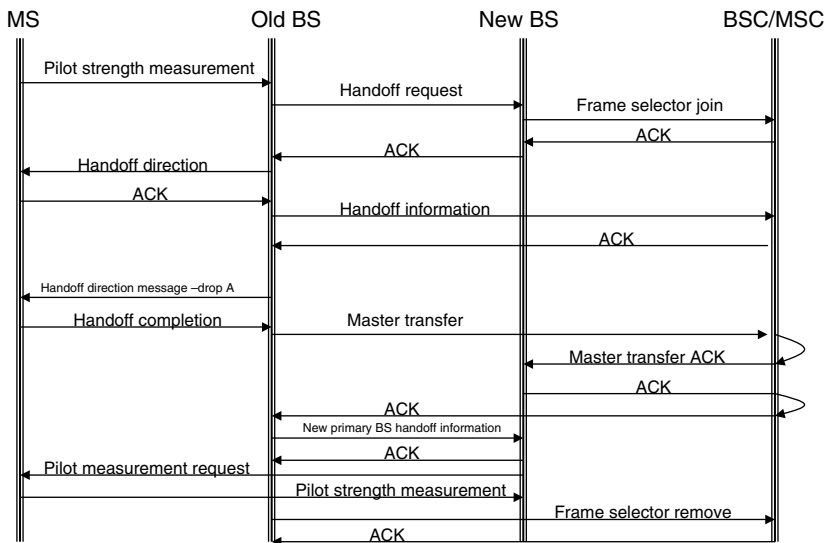 MS Old BS New BS BSC/MSC
Pilot strength measurement
Handoff request
Frame selector join
ACK
ACK
Handoff direction
ACK
Handoff information
ACK
Handoff direction message –drop A
Handoff completion
Master transfer
Master transfer ACK
ACK
ACK
New primary BS handoff information
ACK
Pilot measurement request
Pilot strength measurement
Frame selector remove
ACK